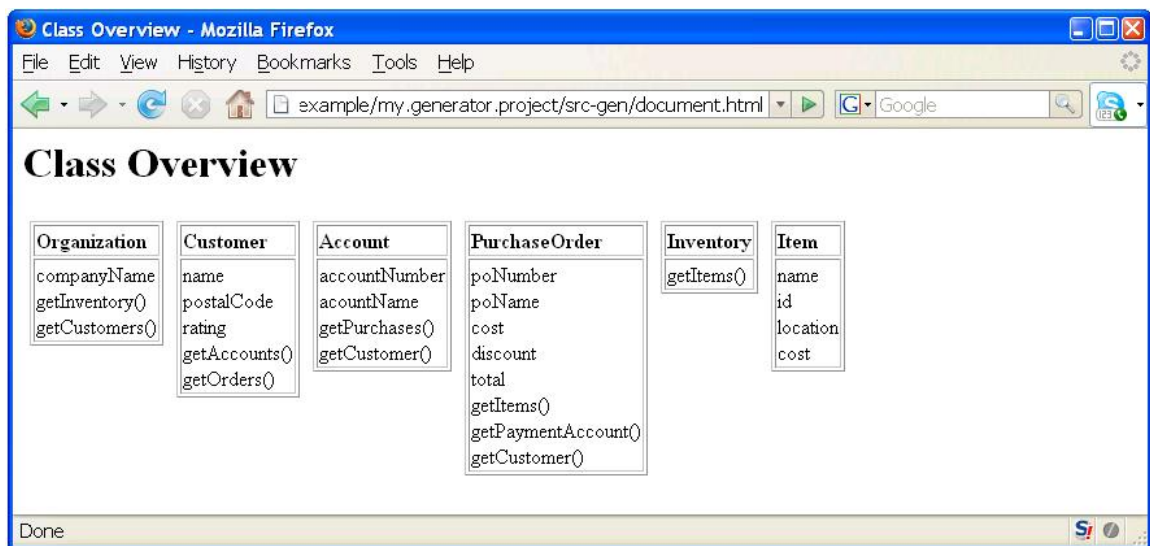 Class Overview - Mozilla Firefox
File Edit View History Bookmarks Tools Help
example/my.generator.project/src-gen/document.html G Google
123
Class Overview
Organization
companyName
getInventory()
getCustomers()
Customer
name
postalCode
rating
getAccounts()
getOrders()
Account
accountNumber
acountName
getPurchases()
getCustomer()
PurchaseOrder
poNumber
poName
cost
discount
total
getItems()
getPaymentAccount()
getCustomer()
Inventory
getItems()
Item
name
id
location
cost
Done